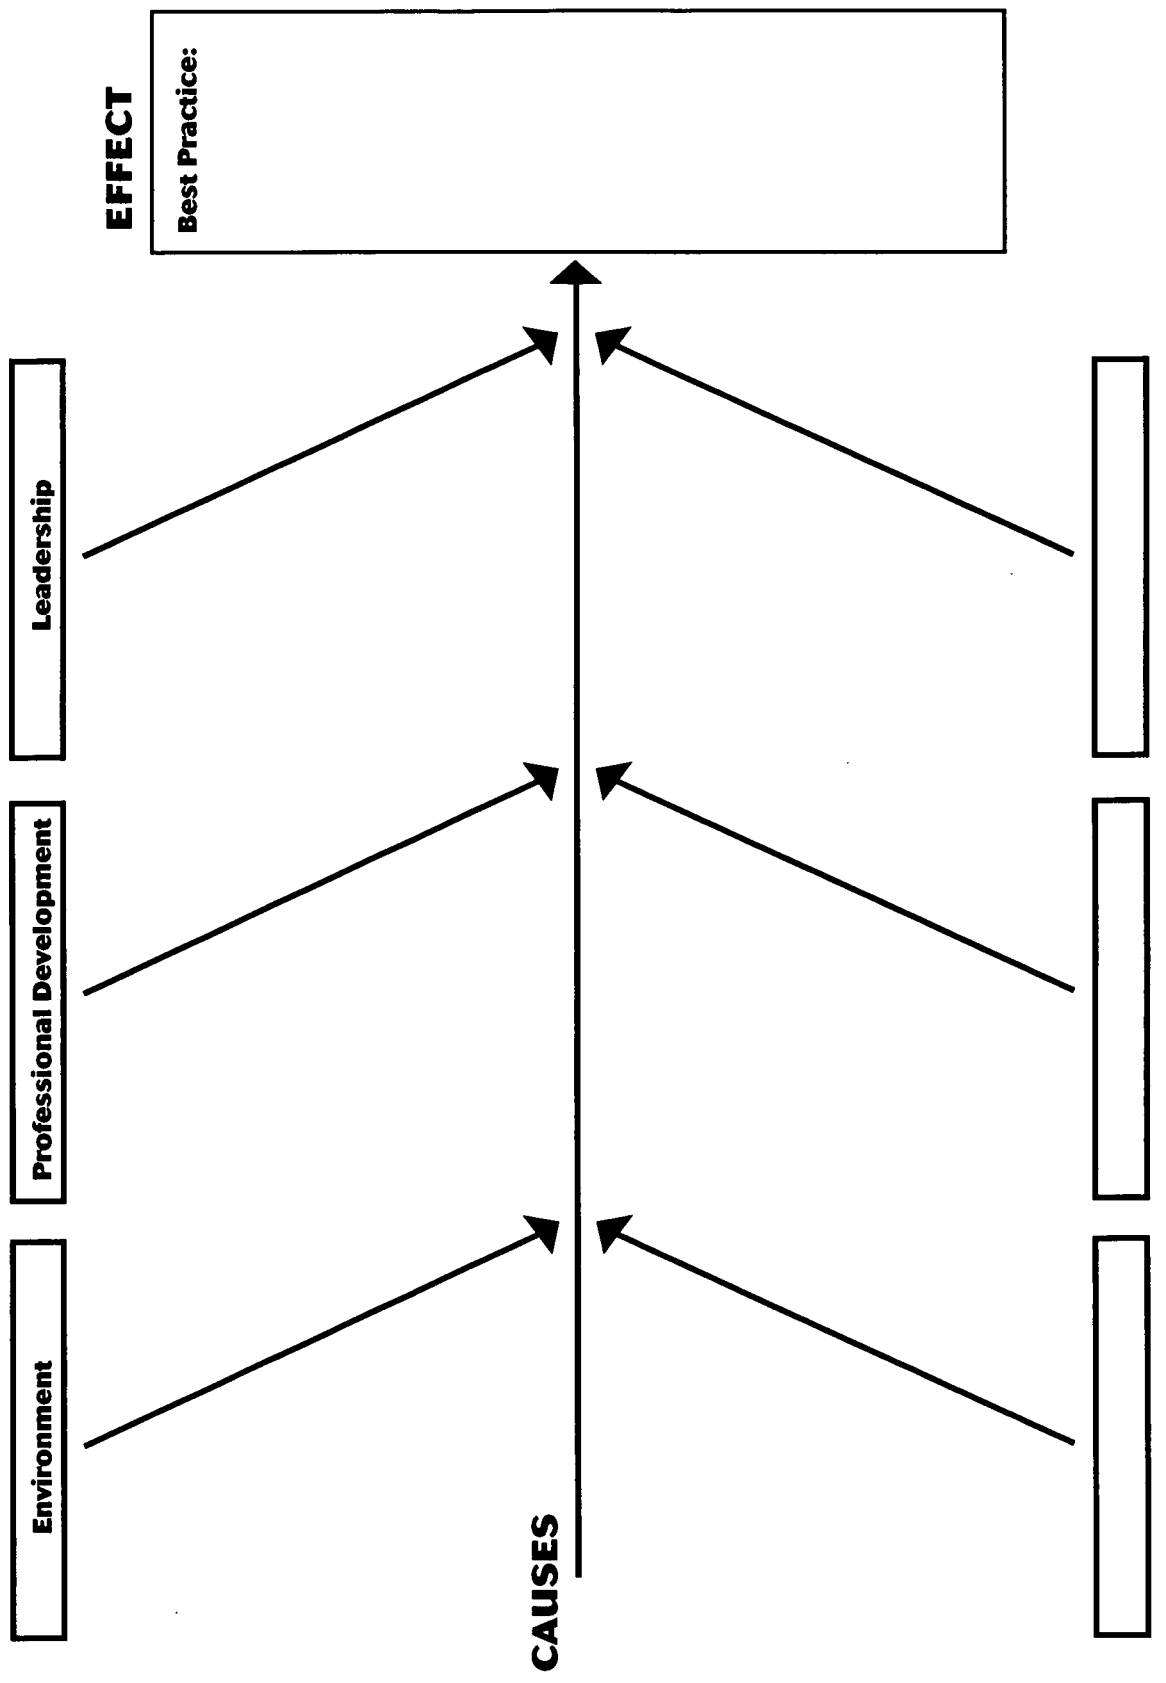 EFFECT
Best Practice:
Environment
Professional Development
Leadership
CAUSES